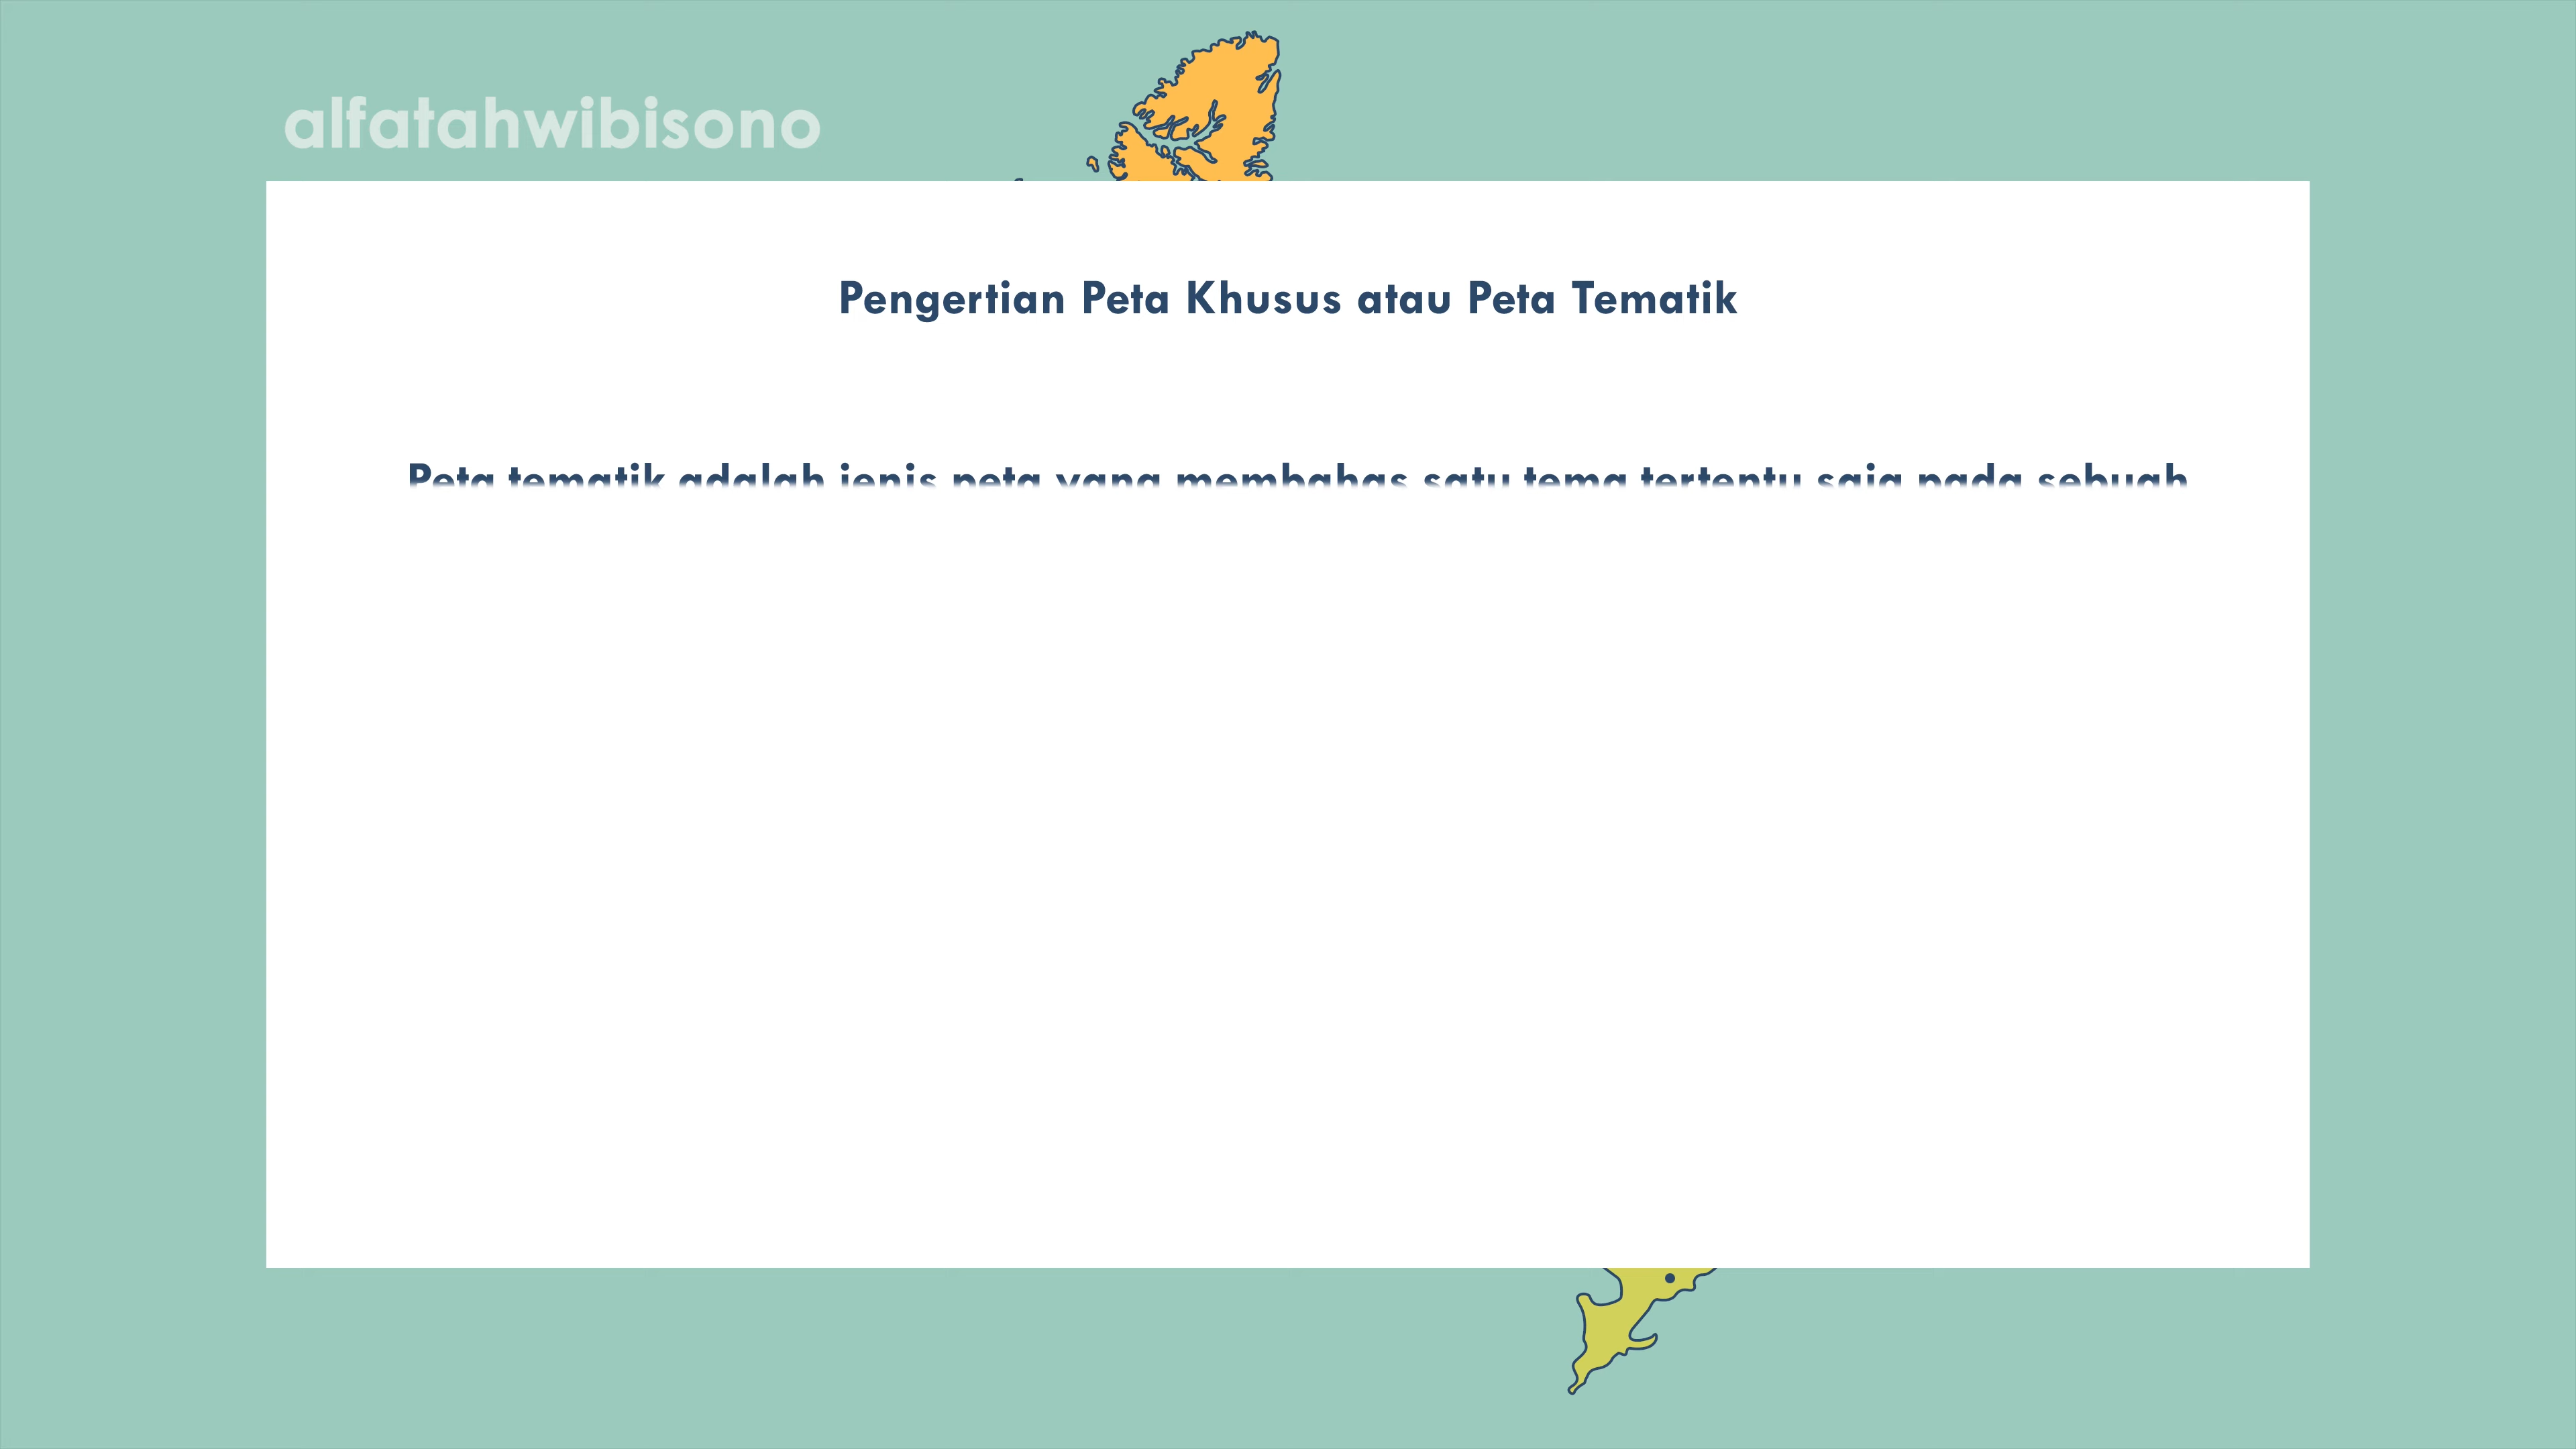 alfatahwibisono
Pengertian Peta Khusus atau Peta Tematik
Peta tematik adalah jenis peta yang membahas satu tema tertentu saja pada sebuah